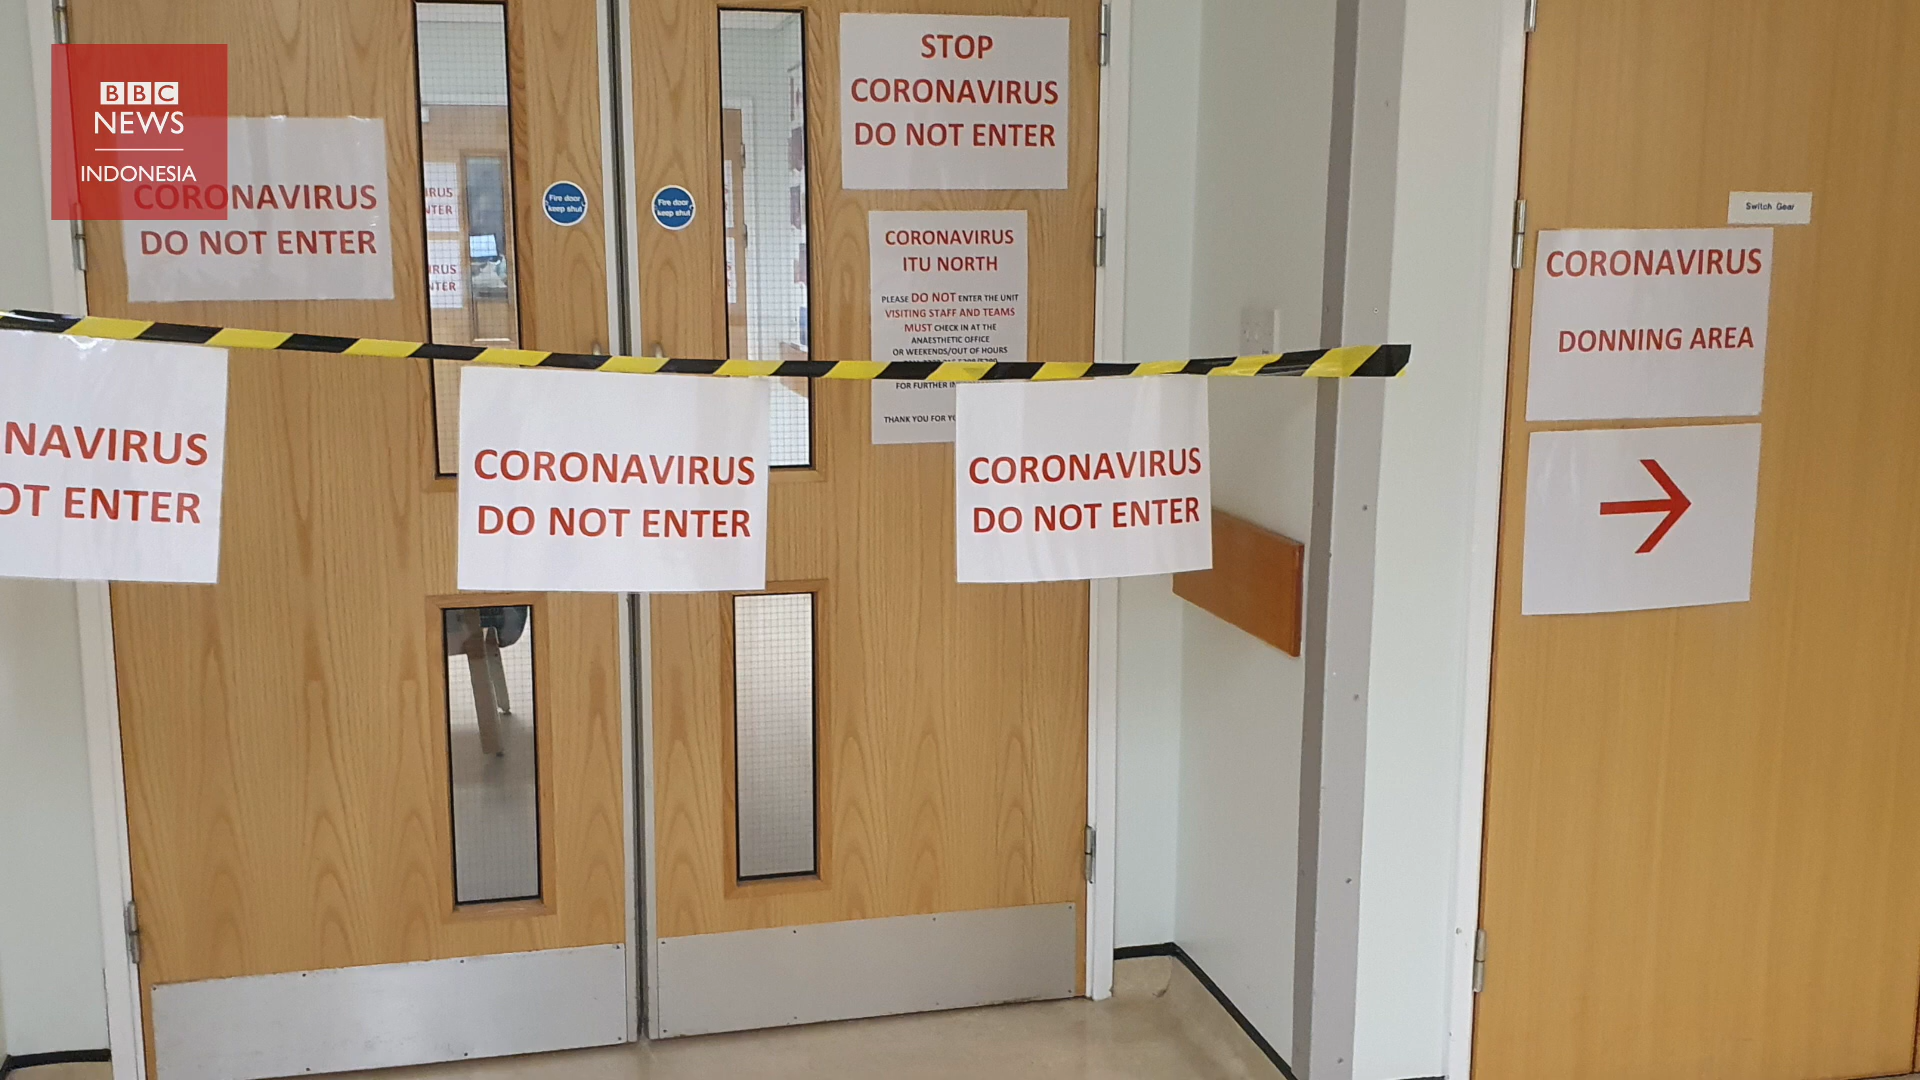 BBC
NEWS
INDONESIA
CORONAVIRUS
DO NOT ENTER
Fire door
keep shut
Fire door
keep shut
STOP
CORONAVIRUS
DO NOT ENTER
CORONAVIRUS
ITU NORTH
PLEASE DO NOT ENTER THE UNIT
VISITING STAFF AND TEAMS
MUST CHECK IN AT THE
ANAESTHETIC OFFICE
OR WEEKENDS/OUT OF HOURS
FOR FURTHER
THANK YOU FOR
NAVIRUS
OT ENTER
CORONAVIRUS
DO NOT ENTER
CORONAVIRUS
DO NOT ENTER
Switch Gear
CORONAVIRUS
DONNING AREA